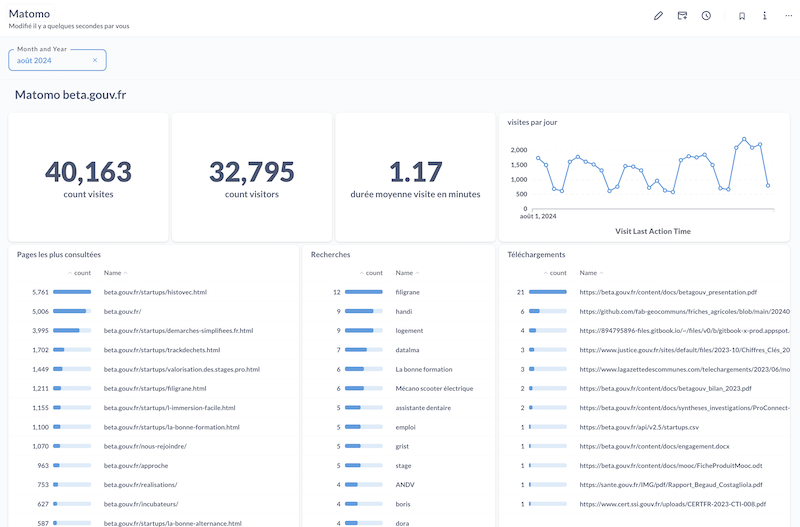 Matomo
Modifié il y a quelques secondes par vous
Month and Year
août 2024
Matomo beta.gouv.fr
40,163
count visites
32,795
count visitors
1.17
durée moyenne visite en minutes
visites par jour
2,000
1,500
1,000
500
0
août 1, 2024
Visit Last Action Time
Pages les plus consultées
count Name
5,761 beta.gouv.fr/startups/histovec.html
5,006 beta.gouv.fr/
3,995 beta.gouv.fr/startups/demarches-simplifiees.fr.html
1,702 beta.gouv.fr/startups/trackdechets.html
1,449 beta.gouv.fr/startups/valorisation.des.stages.pro.html
1,211 beta.gouv.fr/startups/filigrane.html
1,155 beta.gouv.fr/startups/l-immersion-facile.html
1,100 beta.gouv.fr/startups/la-bonne-formation.html
1,070 beta.gouv.fr/nous-rejoindre/
963 beta.gouv.fr/approche
753 beta.gouv.fr/realisations/
627 beta.gouv.fr/incubateurs/
587 beta.gouv.fr/startups/la-bonne-alternance.html
Recherches
count Name
12 filigrane
9 handi
9 logement
7 datalma
6 La bonne formation
6 Mécano scooter électrique
5 assistante dentaire
5 emploi
5 grist
5 stage
4 ANDV
4 boris
4 dora
Téléchargements
count Name
21 https://beta.gouv.fr/content/docs/betagouv_presentation.pdf
6 https://github.com/fab-geocommuns/friches_agricoles/blob/main/20240
4 https://894795896-files.gitbook.io/~/files/v0/b/gitbook-x-prod.appspot.
3 https://www.justice.gouv.fr/sites/default/files/2023-10/Chiffres_Clés_20
3 https://www.lagazettedescommunes.com/telechargements/2023/06/mo
2 https://beta.gouv.fr/content/docs/betagouv_bilan_2023.pdf
2 https://beta.gouv.fr/content/docs/syntheses_investigations/ProConnect-
1 https://beta.gouv.fr/api/v2.5/startups.csv
1 https://beta.gouv.fr/content/docs/engagement.docx
1 https://beta.gouv.fr/content/docs/mooc/FicheProduitMooc.odt
1 https://sante.gouv.fr/IMG/pdf/Rapport_Begaud_Costagliola.pdf
1 https://www.cert.ssi.gouv.fr/uploads/CERTFR-2023-CTI-008.pdf